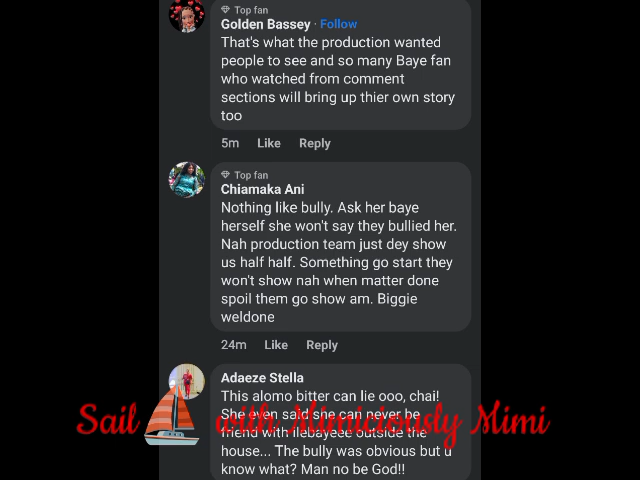 Top fan
Golden Bassey · Follow
That's what the production wanted
people to see and so many Baye fan
who watched from comment
sections will bring up thier own story
too
5m Like Reply
Top fan
Chiamaka Ani
Nothing like bully. Ask her baye
herself she won't say they bullied her.
Nah production team just dey show
us half half. Something go start they
won't show nah when matter done
spoil them go show am. Biggie
weldone
24m Like Reply
Adaeze Stella
This alomo bitter can lie ooo, chai!
She even said she can never be
friend with Ilebayeee outside the
house... The bully was obvious but u
know what? Man no be God!!
Sail with Mimiciously Mimi